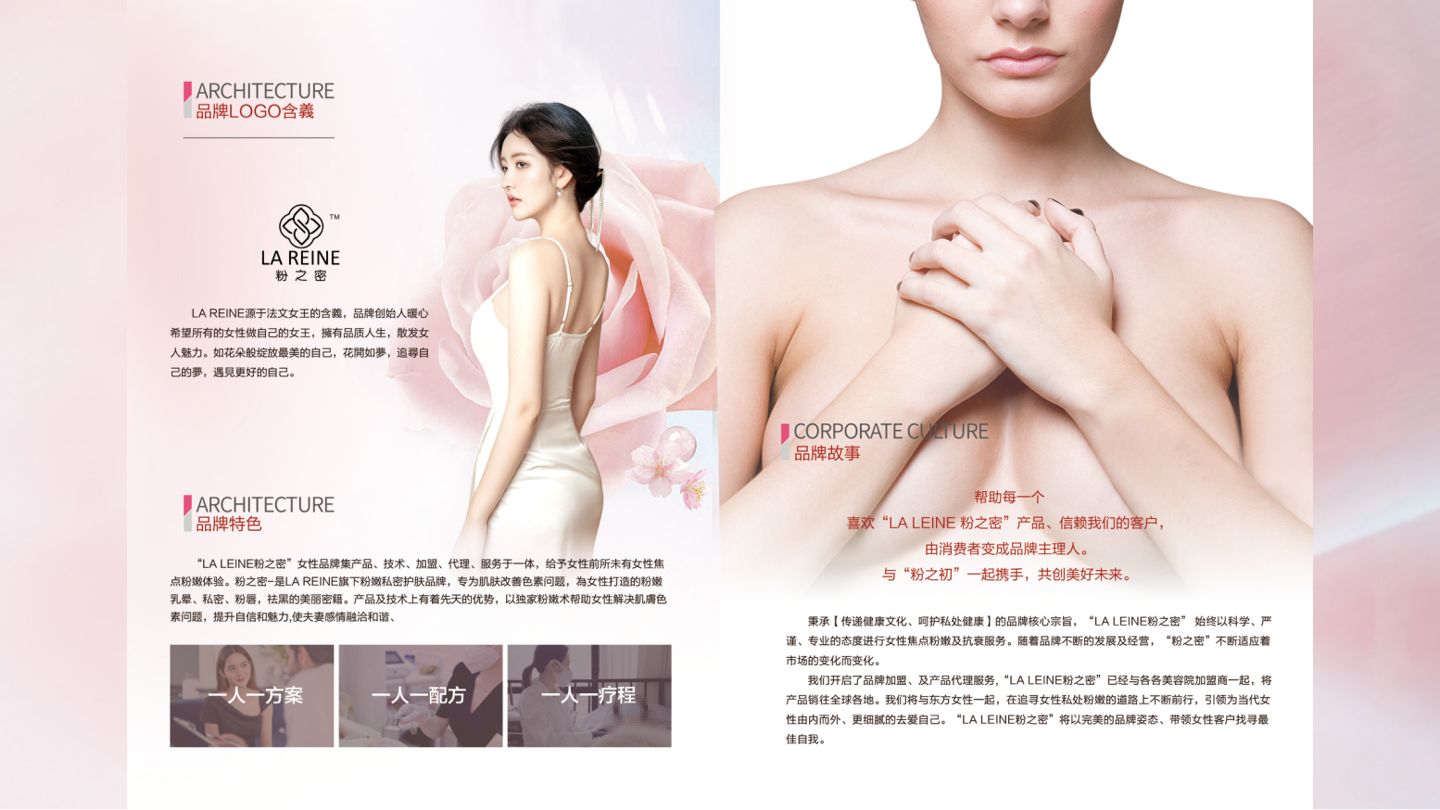 ARCHITECTURE
品牌LOGO含義
TM
LA REINE
粉之密
LA REINE源于法文女王的含義，品牌创始人暖心
希望所有的女性做自己的女王，擁有品质人生，散发女
人魅力。如花朵般绽放最美的自己，花開如夢，追尋自
己的夢，遇見更好的自己。
ARCHITECTURE
品牌特色
“LA LEINE粉之密”女性品牌集产品、技术、加盟、代理、服务于一体，给予女性前所未有女性焦
点粉嫩体验。粉之密-是LA REINE旗下粉嫩私密护肤品牌，专为肌肤改善色素问题，為女性打造的粉嫩
乳晕、私密、粉唇，祛黑的美丽密籍。产品及技术上有着先天的优势，以独家粉嫩术帮助女性解决肌膚色
素问题，提升自信和魅力,使夫妻感情融洽和谐、
一人一方案
一人一配方
一人一疗程
CORPORATE CULTURE
品牌故事
帮助每一个
喜欢“LA LEINE 粉之密”产品、信赖我们的客户，
由消费者变成品牌主理人。
与“粉之初”一起携手，共创美好未来。
秉承【传递健康文化、呵护私处健康】的品牌核心宗旨，“LA LEINE粉之密” 始终以科学、严
谨、专业的态度进行女性焦点粉嫩及抗衰服务。随着品牌不断的发展及经营，“粉之密”不断适应着
市场的变化而变化。
我们开启了品牌加盟、及产品代理服务,“LA LEINE粉之密”已经与各各美容院加盟商一起，将
产品销往全球各地。我们将与东方女性一起，在追寻女性私处粉嫩的道路上不断前行，引领为当代女
性由内而外、更细腻的去爱自己。“LA LEINE粉之密”将以完美的品牌姿态、带领女性客户找寻最
佳自我。